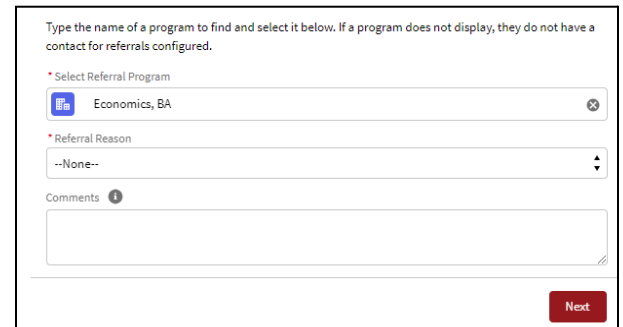 Type the name of a program to find and select it below. If a program does not display, they do not have a
contact for referrals configured.
* Select Referral Program
Economics, BA
* Referral Reason
--None--
Comments
Next